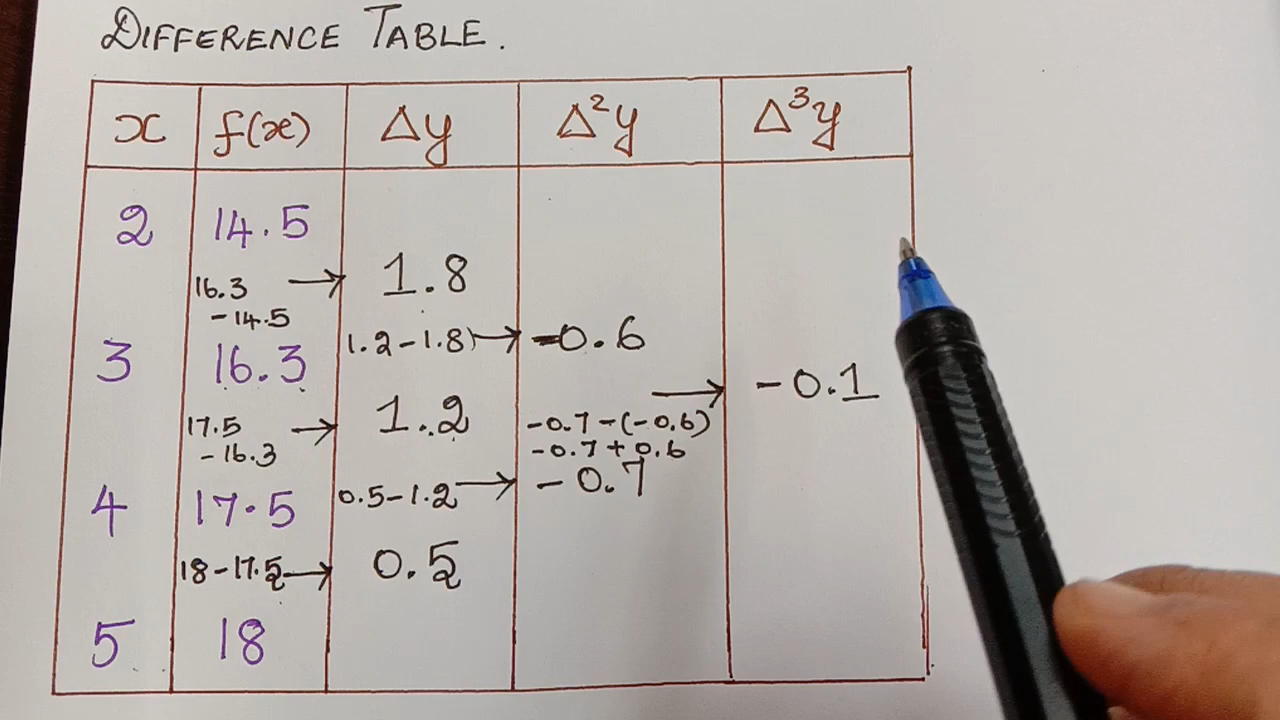 DIFFERENCE TABLE.
x f(x) Δy Δ²y Δ³y
2 14.5
16.3 → 1.8
-14.5
1.2-1.8) → -0.6
3 16.3
→ -0.1
17.5 → 1.2 -0.7-(-0.6)
-16.3 -0.7+0.6
4 17.5 0.5-1.2 → -0.7
18-17.5 → 0.5
5 18